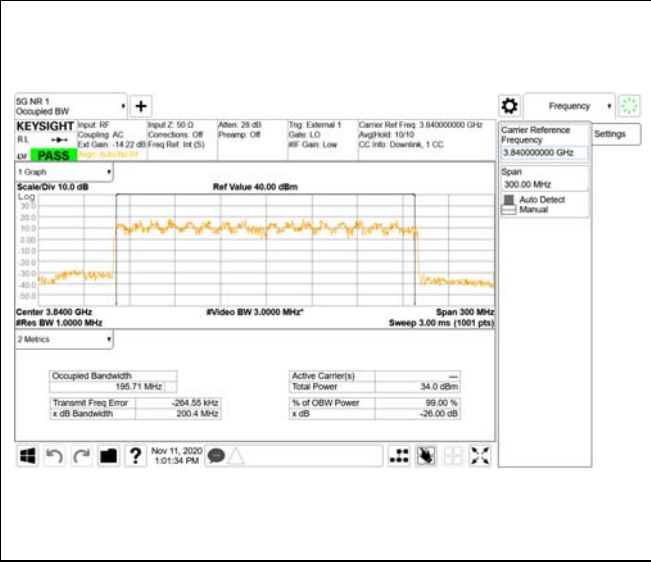 5G NR 1
Occupied BW
+
Frequency
KEYSIGHT
Input: RF
Input Z: 50 Ω
Atten: 28 dB
Trig: External 1
Carrier Ref Freq: 3.840000000 GHz
R L
Coupling: AC
Corrections: Off
Preamp: Off
Gate: LO
Avg|Hold: 10/10
Ext Gain: -14.22 dB
Freq Ref: Int (S)
#IF Gain: Low
CC Info: Downlink, 1 CC
PASS
Align: Auto/No RF
Carrier Reference
Frequency
3.840000000 GHz
Settings
Span
300.00 MHz
Auto Detect
Manual
1 Graph
Scale/Div 10.0 dB
Ref Value 40.00 dBm
Log
30.0
20.0
10.0
0.00
-10.0
-20.0
-30.0
-40.0
-50.0
Center 3.8400 GHz
#Video BW 3.0000 MHz*
Span 300 MHz
#Res BW 1.0000 MHz
Sweep 3.00 ms (1001 pts)
2 Metrics
Occupied Bandwidth
195.71 MHz
Active Carrier(s)
—
Total Power
34.0 dBm
Transmit Freq Error
-264.55 kHz
% of OBW Power
99.00 %
x dB Bandwidth
200.4 MHz
x dB
-26.00 dB
?
Nov 11, 2020
1:01:34 PM